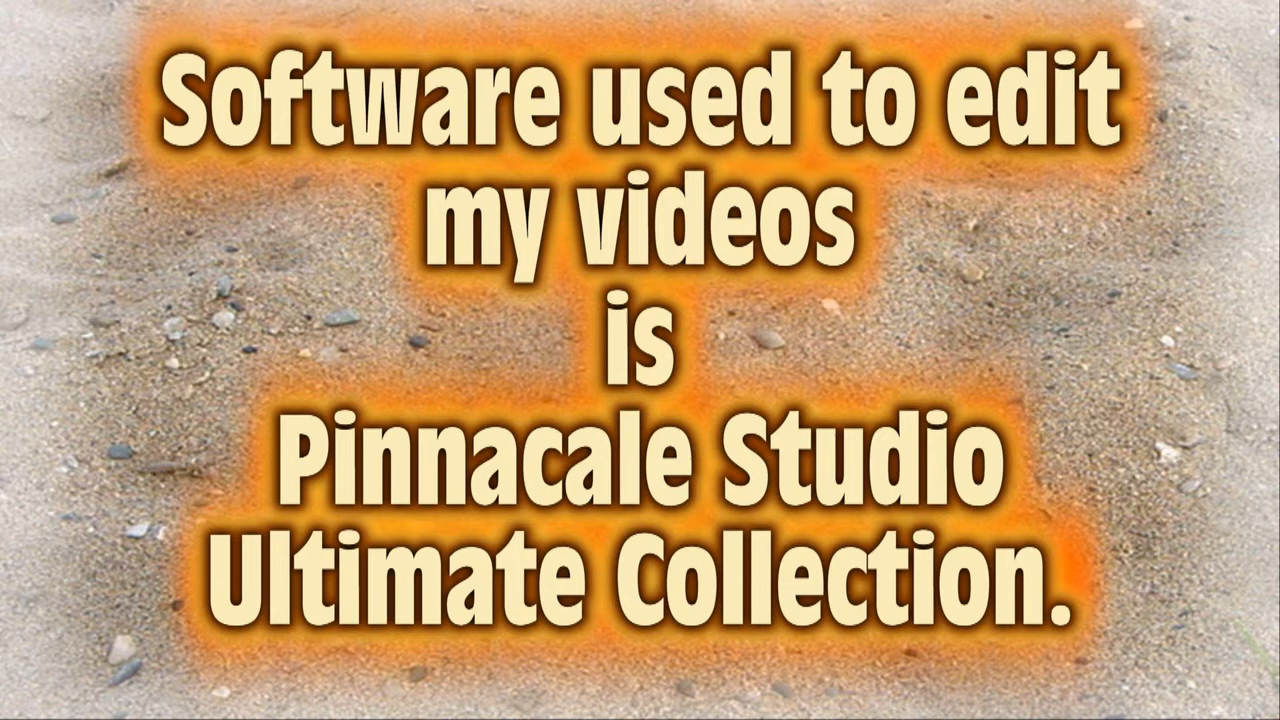 Software used to edit
my videos
is
Pinnacale Studio
Ultimate Collection.